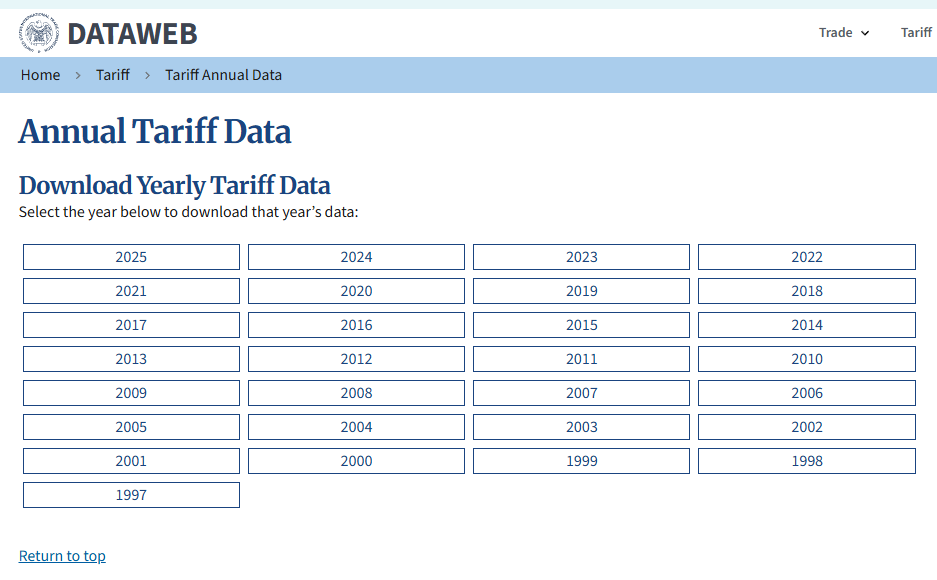 DATAWEB
Trade Tariff
Home > Tariff > Tariff Annual Data
Annual Tariff Data
Download Yearly Tariff Data
Select the year below to download that year’s data:
2025 2024 2023 2022
2021 2020 2019 2018
2017 2016 2015 2014
2013 2012 2011 2010
2009 2008 2007 2006
2005 2004 2003 2002
2001 2000 1999 1998
1997
Return to top